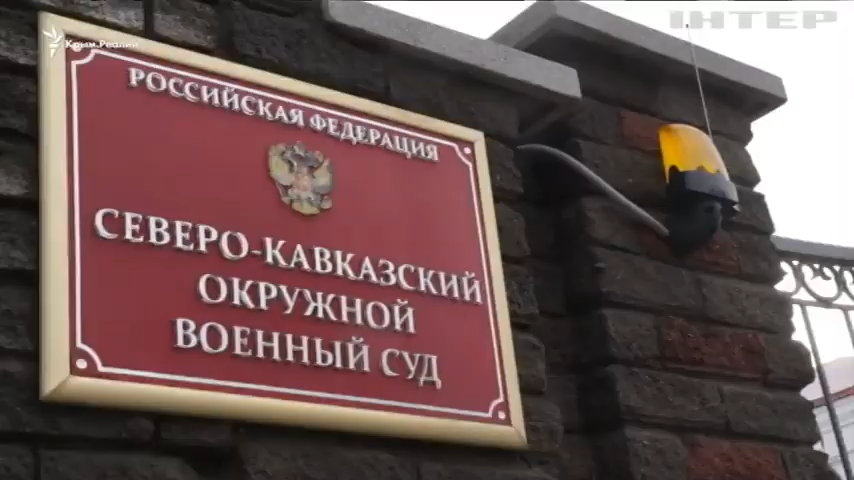 Крым.Реалии
ІНТЕР
РОССИЙСКАЯ ФЕДЕРАЦИЯ
СЕВЕРО-КАВКАЗСКИЙ
ОКРУЖНОЙ
ВОЕННЫЙ СУД